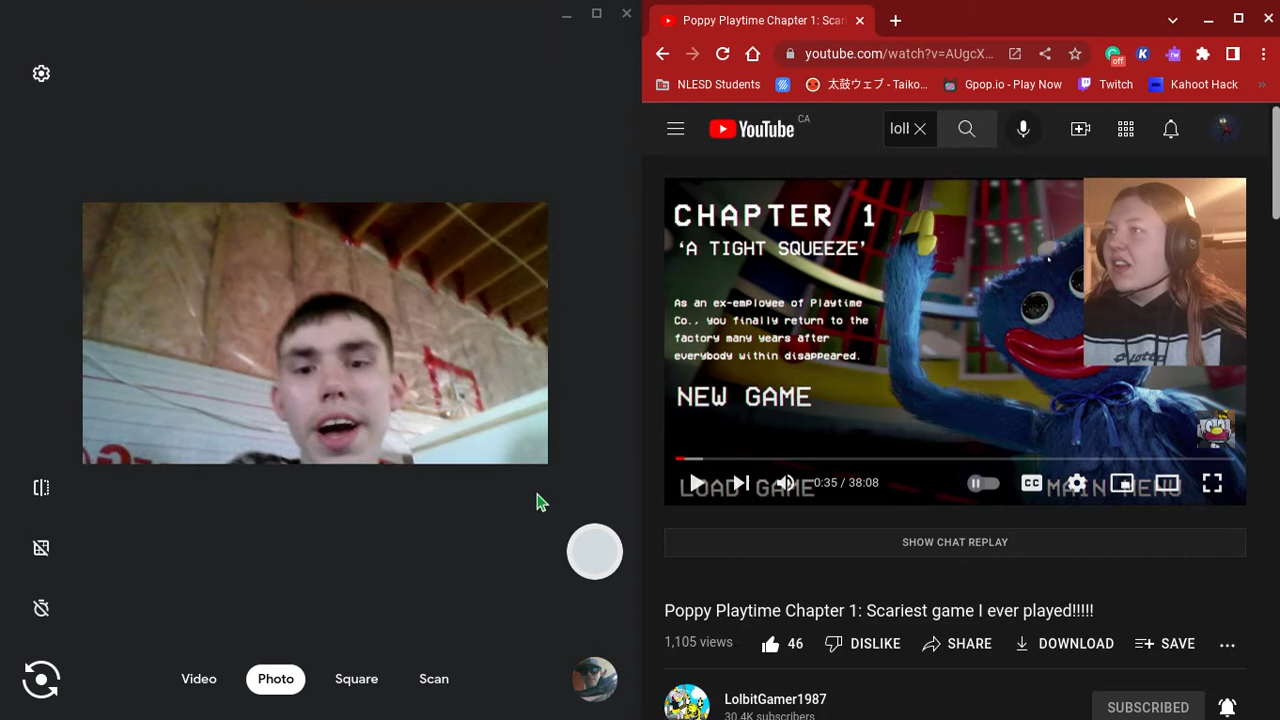 Video
Photo
Square
Scan
Poppy Playtime Chapter 1: Scari
youtube.com/watch?v=AUgcX...
off
NLESD Students
太鼓ウェブ - Taiko...
Gpop.io - Play Now
Twitch
Kahoot Hack
»
YouTube CA
loll
CHAPTER 1
'A TIGHT SQUEEZE'
As an ex-employee of Playtime
Co., you finally return to the
factory many years after
everybody within disappeared.
NEW GAME
LOAD GAME
MAIN MENU
0:35 / 38:08
CC
SHOW CHAT REPLAY
Poppy Playtime Chapter 1: Scariest game I ever played!!!!!
1,105 views
46
DISLIKE
SHARE
DOWNLOAD
SAVE
LolbitGamer1987
30.4K subscribers
SUBSCRIBED